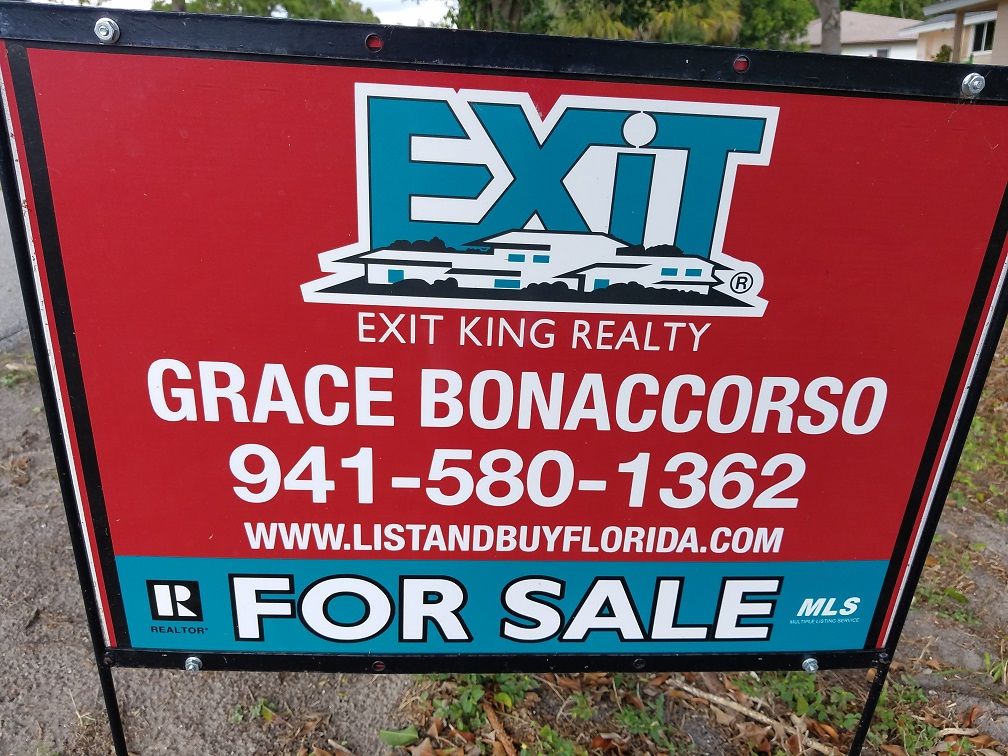 EXIT
®
EXIT KING REALTY
GRACE BONACCORSO
941-580-1362
WWW.LISTANDBUYFLORIDA.COM
R
REALTOR®
FOR SALE
MLS
MULTIPLE LISTING SERVICE